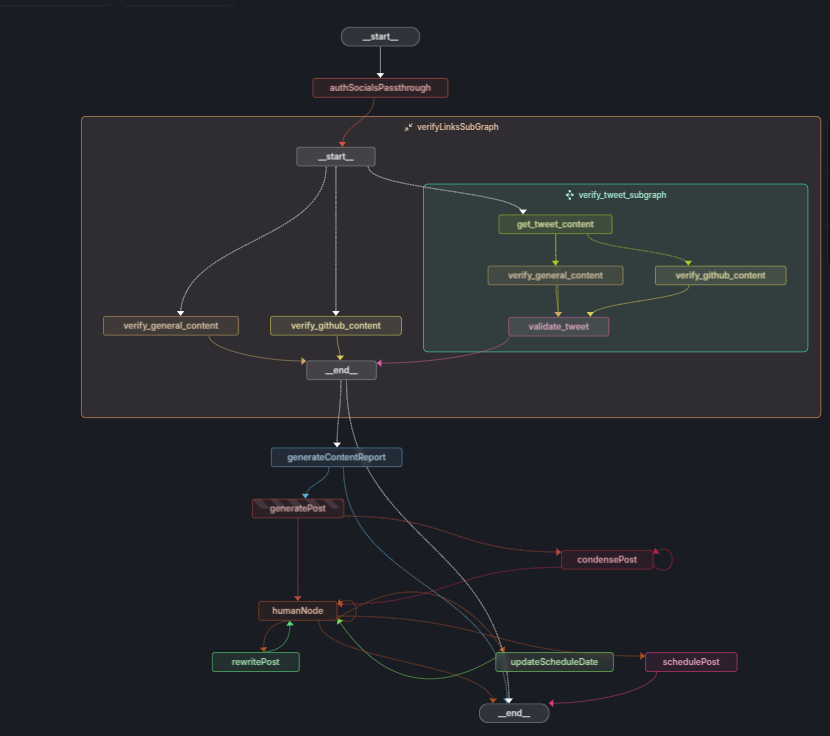 __start__
authSocialsPassthrough
verifyLinksSubGraph
__start__
verify_tweet_subgraph
get_tweet_content
verify_general_content
verify_github_content
verify_general_content
verify_github_content
validate_tweet
__end__
generateContentReport
generatePost
condensePost
humanNode
rewritePost
updateScheduleDate
schedulePost
__end__